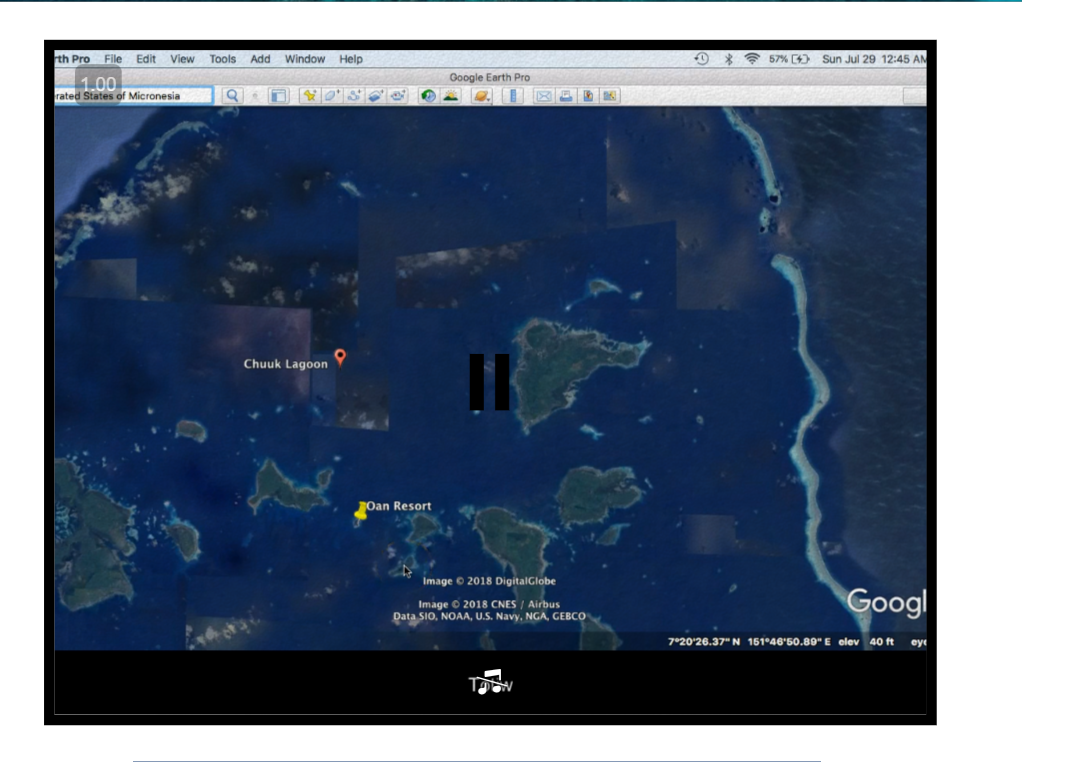 rth Pro File Edit View Tools Add Window Help 57% Sun Jul 29 12:45 AM
Google Earth Pro
1.00
rated States of Micronesia
Chuuk Lagoon
Oan Resort
Image © 2018 DigitalGlobe
Image © 2018 CNES / Airbus
Data SIO, NOAA, U.S. Navy, NGA, GEBCO
Googl
7°20'26.37" N 151°46'50.89" E elev 40 ft eye